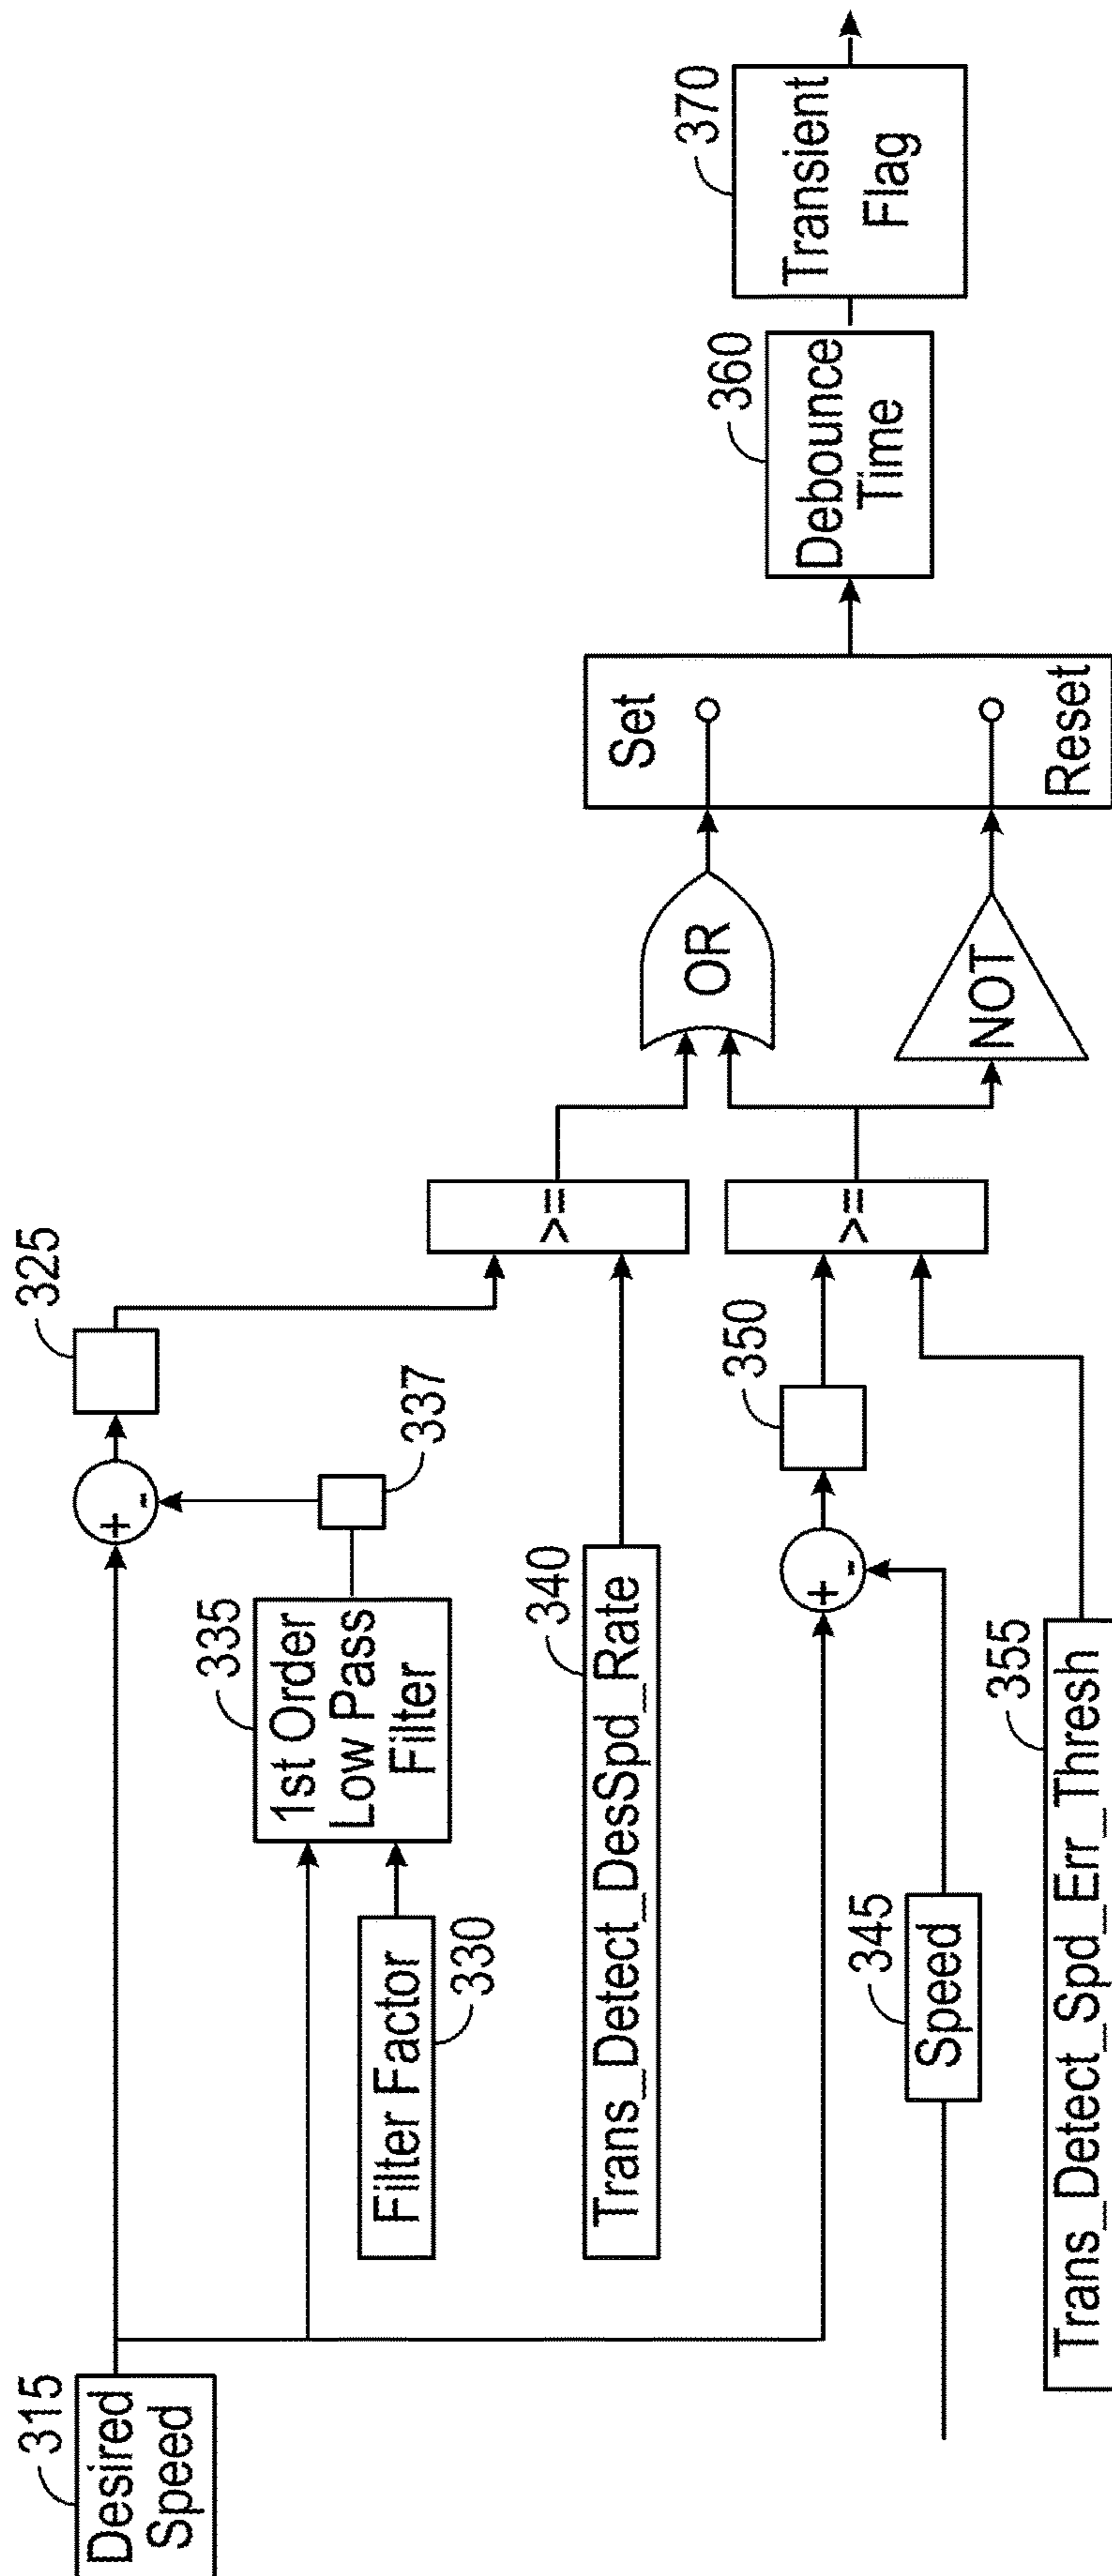 315
Desired
Speed
+
-
325
337
335
1st Order
Low Pass
Filter
Filter Factor
330
340
Trans_Detect_DesSpd_Rate
>=
+
-
350
345
Speed
355
Trans_Detect_Spd_Err_Thresh
>=
OR
NOT
Set
Reset
360
Debounce
Time
370
Transient
Flag